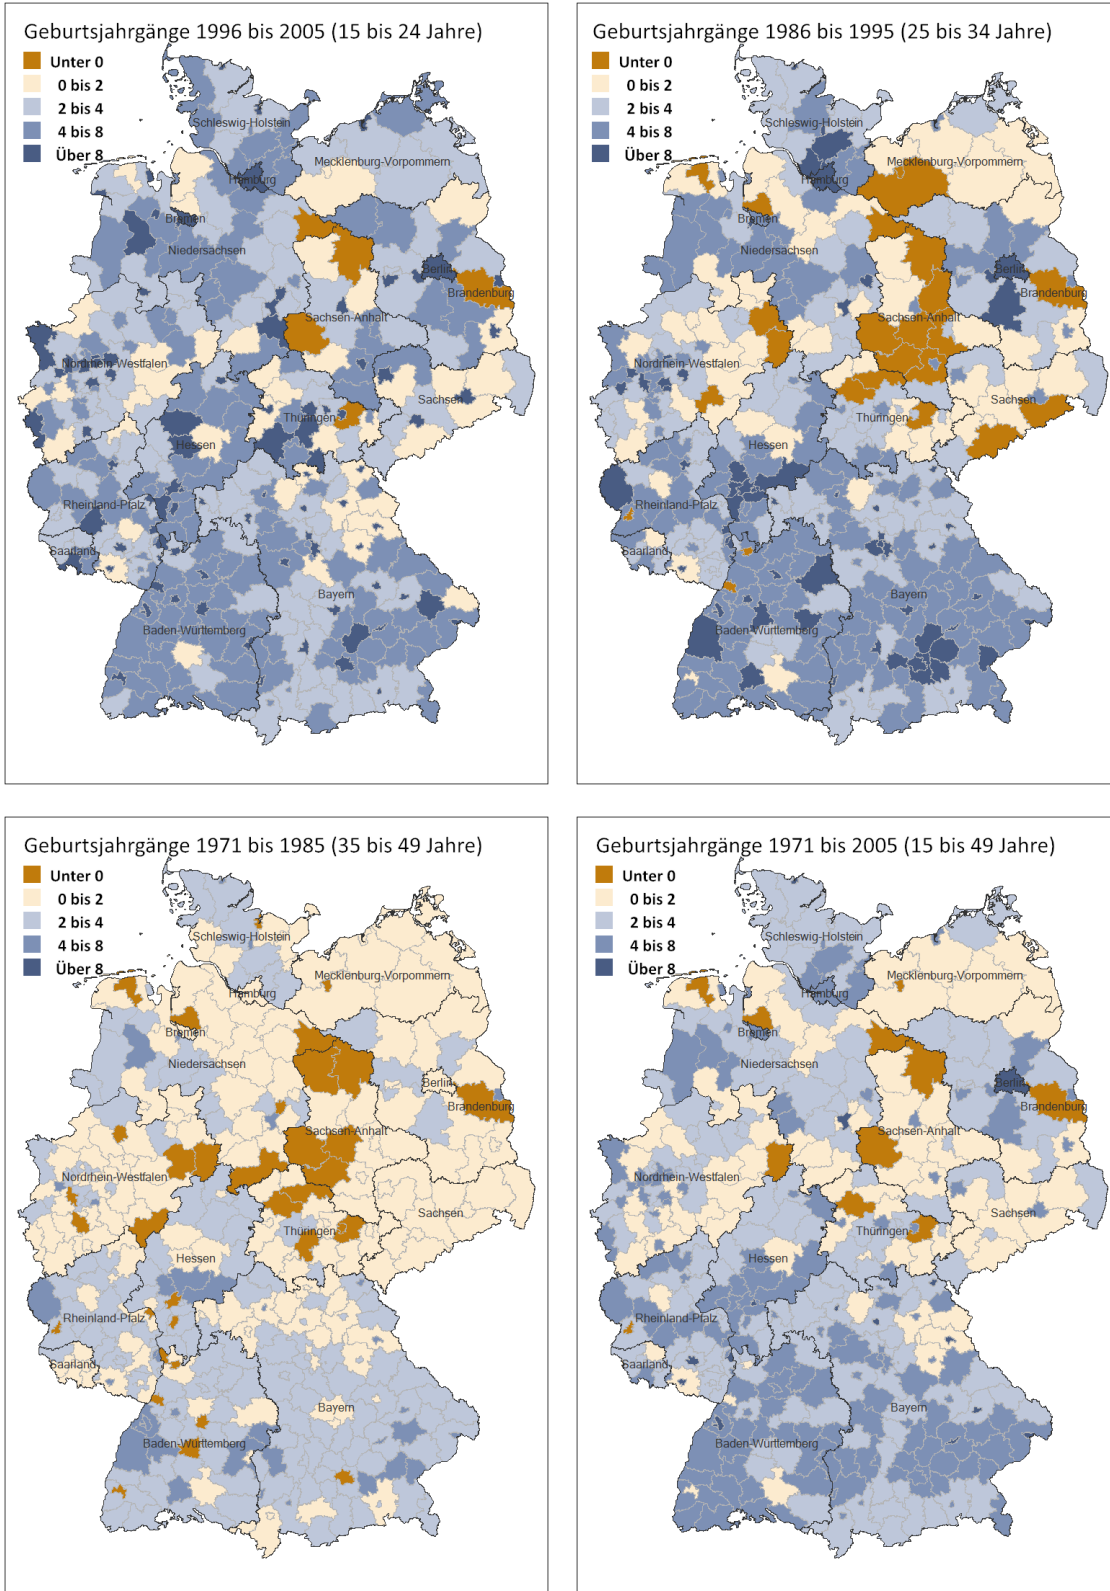 Geburtsjahrgänge 1996 bis 2005 (15 bis 24 Jahre)
Unter 0
0 bis 2
2 bis 4
4 bis 8
Über 8
Schleswig-Holstein
Mecklenburg-Vorpommern
Hamburg
Bremen
Niedersachsen
Berlin
Brandenburg
Sachsen-Anhalt
Nordrhein-Westfalen
Sachsen
Thüringen
Hessen
Rheinland-Pfalz
Saarland
Bayern
Baden-Württemberg
Geburtsjahrgänge 1986 bis 1995 (25 bis 34 Jahre)
Unter 0
0 bis 2
2 bis 4
4 bis 8
Über 8
Schleswig-Holstein
Mecklenburg-Vorpommern
Hamburg
Bremen
Niedersachsen
Berlin
Brandenburg
Sachsen-Anhalt
Nordrhein-Westfalen
Sachsen
Thüringen
Hessen
Rheinland-Pfalz
Saarland
Bayern
Baden-Württemberg
Geburtsjahrgänge 1971 bis 1985 (35 bis 49 Jahre)
Unter 0
0 bis 2
2 bis 4
4 bis 8
Über 8
Schleswig-Holstein
Mecklenburg-Vorpommern
Hamburg
Bremen
Niedersachsen
Berlin
Brandenburg
Sachsen-Anhalt
Nordrhein-Westfalen
Sachsen
Thüringen
Hessen
Rheinland-Pfalz
Saarland
Bayern
Baden-Württemberg
Geburtsjahrgänge 1971 bis 2005 (15 bis 49 Jahre)
Unter 0
0 bis 2
2 bis 4
4 bis 8
Über 8
Schleswig-Holstein
Mecklenburg-Vorpommern
Hamburg
Bremen
Niedersachsen
Berlin
Brandenburg
Sachsen-Anhalt
Nordrhein-Westfalen
Sachsen
Thüringen
Hessen
Rheinland-Pfalz
Saarland
Bayern
Baden-Württemberg